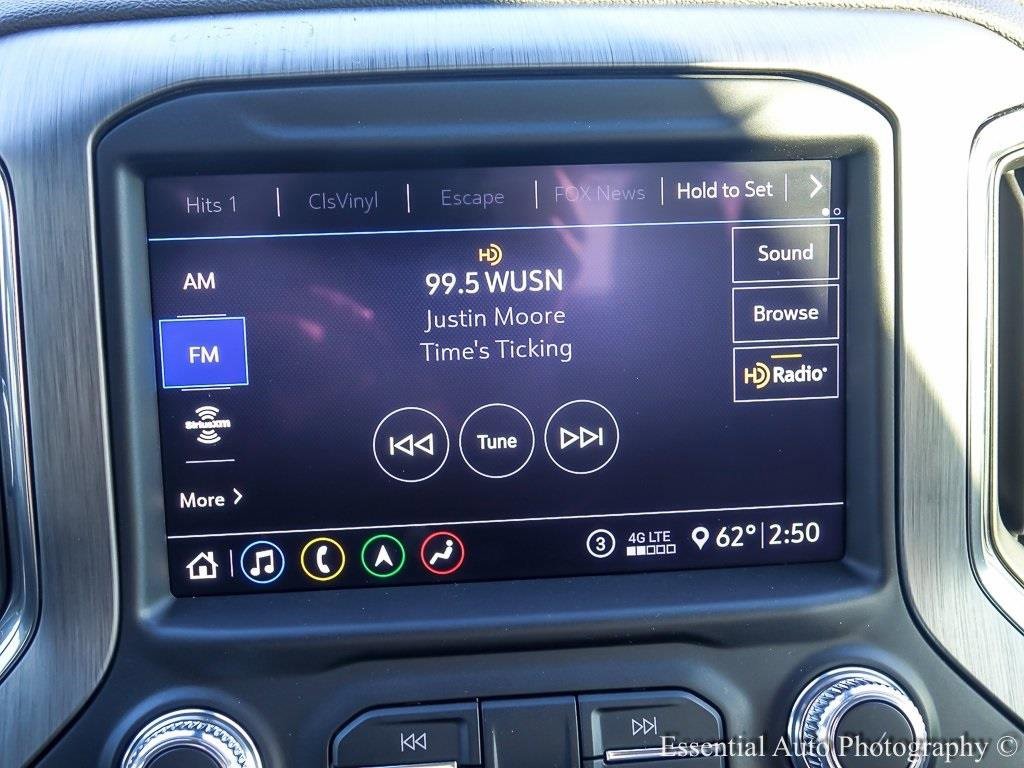 Hits 1 ClsVinyl Escape FOX News Hold to Set
HD
AM 99.5 WUSN Sound
Justin Moore
Browse
FM Time's Ticking
HD Radio
SiriusXM
Tune
More
3 4G LTE 62° 2:50
Essential Auto Photography ©